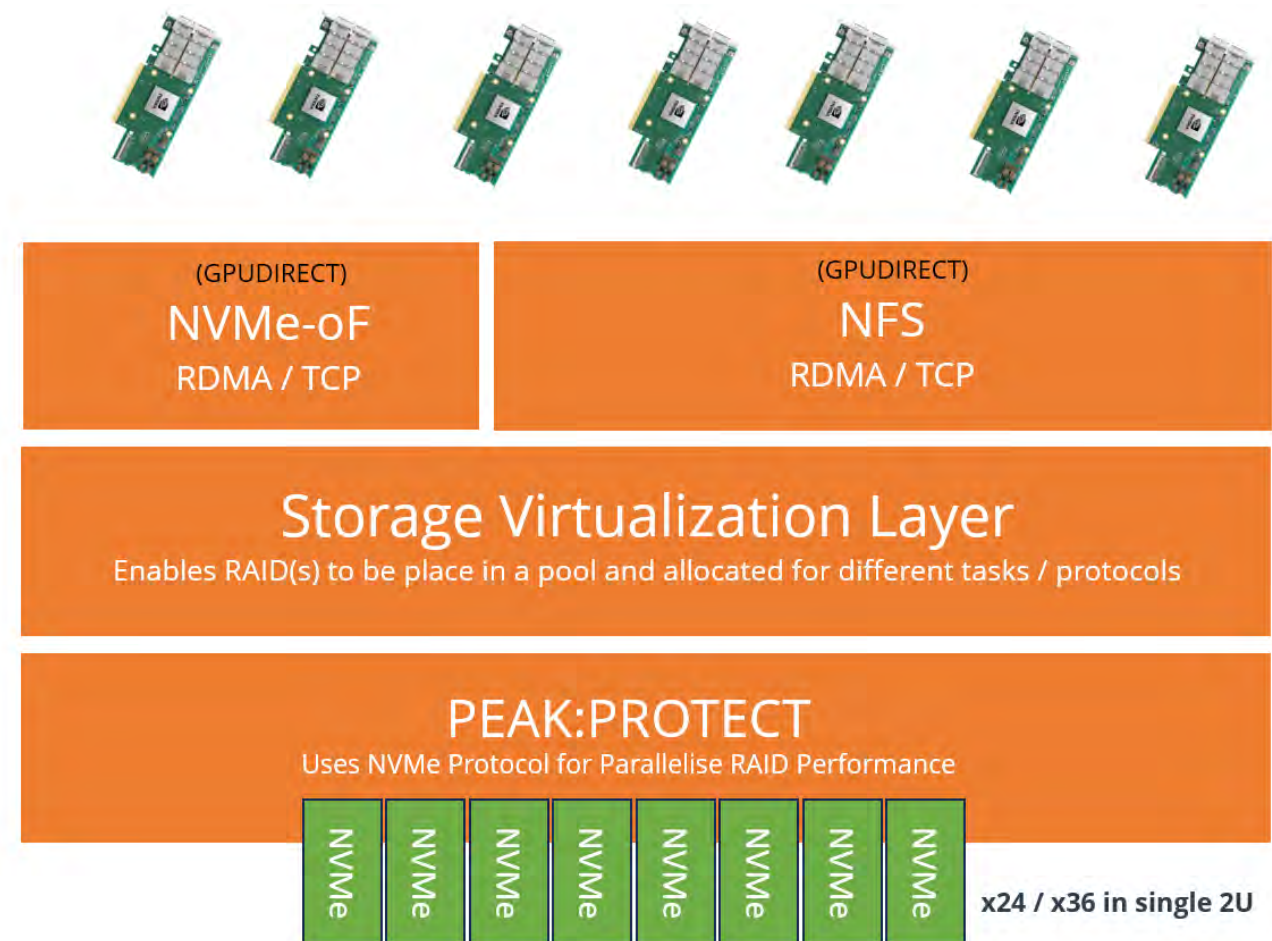 (GPUDIRECT)
NVMe-oF
RDMA / TCP
(GPUDIRECT)
NFS
RDMA / TCP
Storage Virtualization Layer
Enables RAID(s) to be place in a pool and allocated for different tasks / protocols
PEAK:PROTECT
Uses NVMe Protocol for Parallelise RAID Performance
NVMe
NVMe
NVMe
NVMe
NVMe
NVMe
NVMe
NVMe
x24 / x36 in single 2U